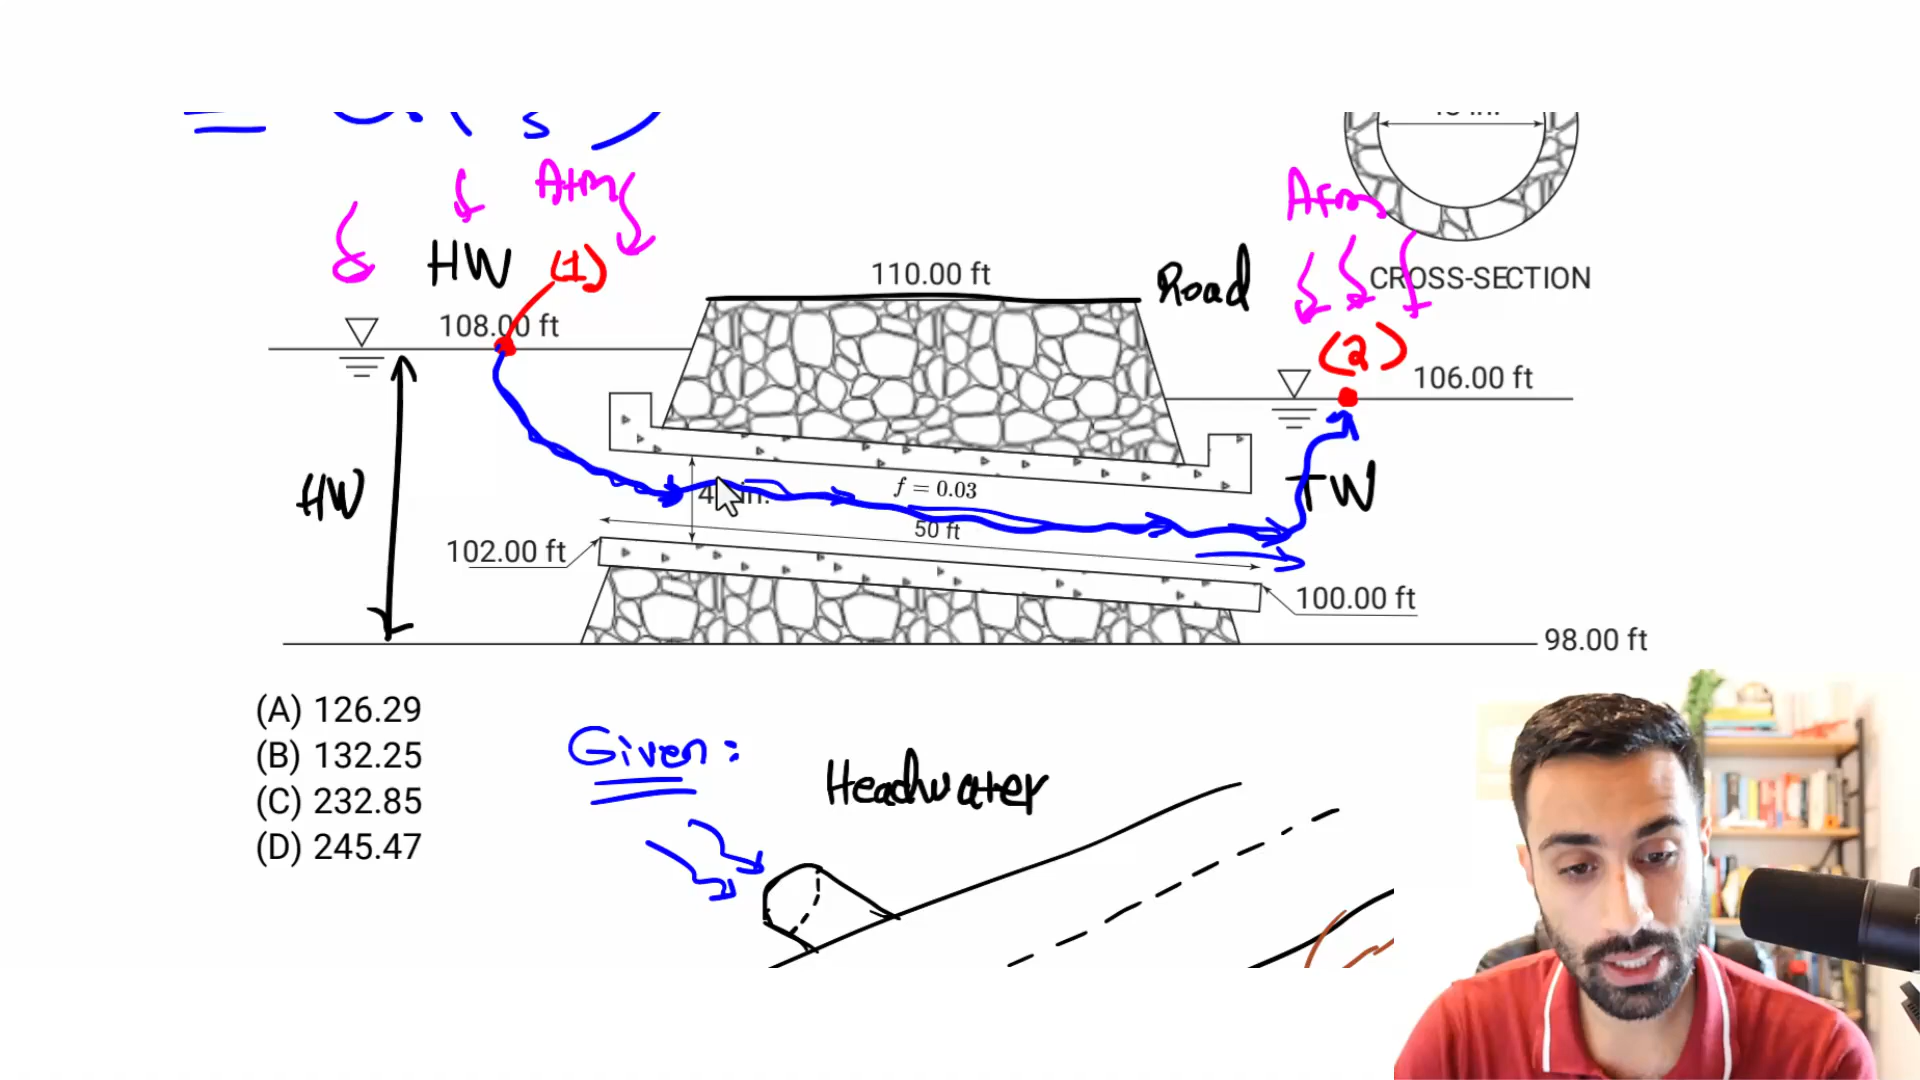 Atm
Atm
HW
(1)
110.00 ft
Road
CROSS-SECTION
108.00 ft
(2)
106.00 ft
HW
f = 0.03
TW
50 ft
102.00 ft
100.00 ft
98.00 ft
(A) 126.29
(B) 132.25
(C) 232.85
(D) 245.47
Given:
Headwater